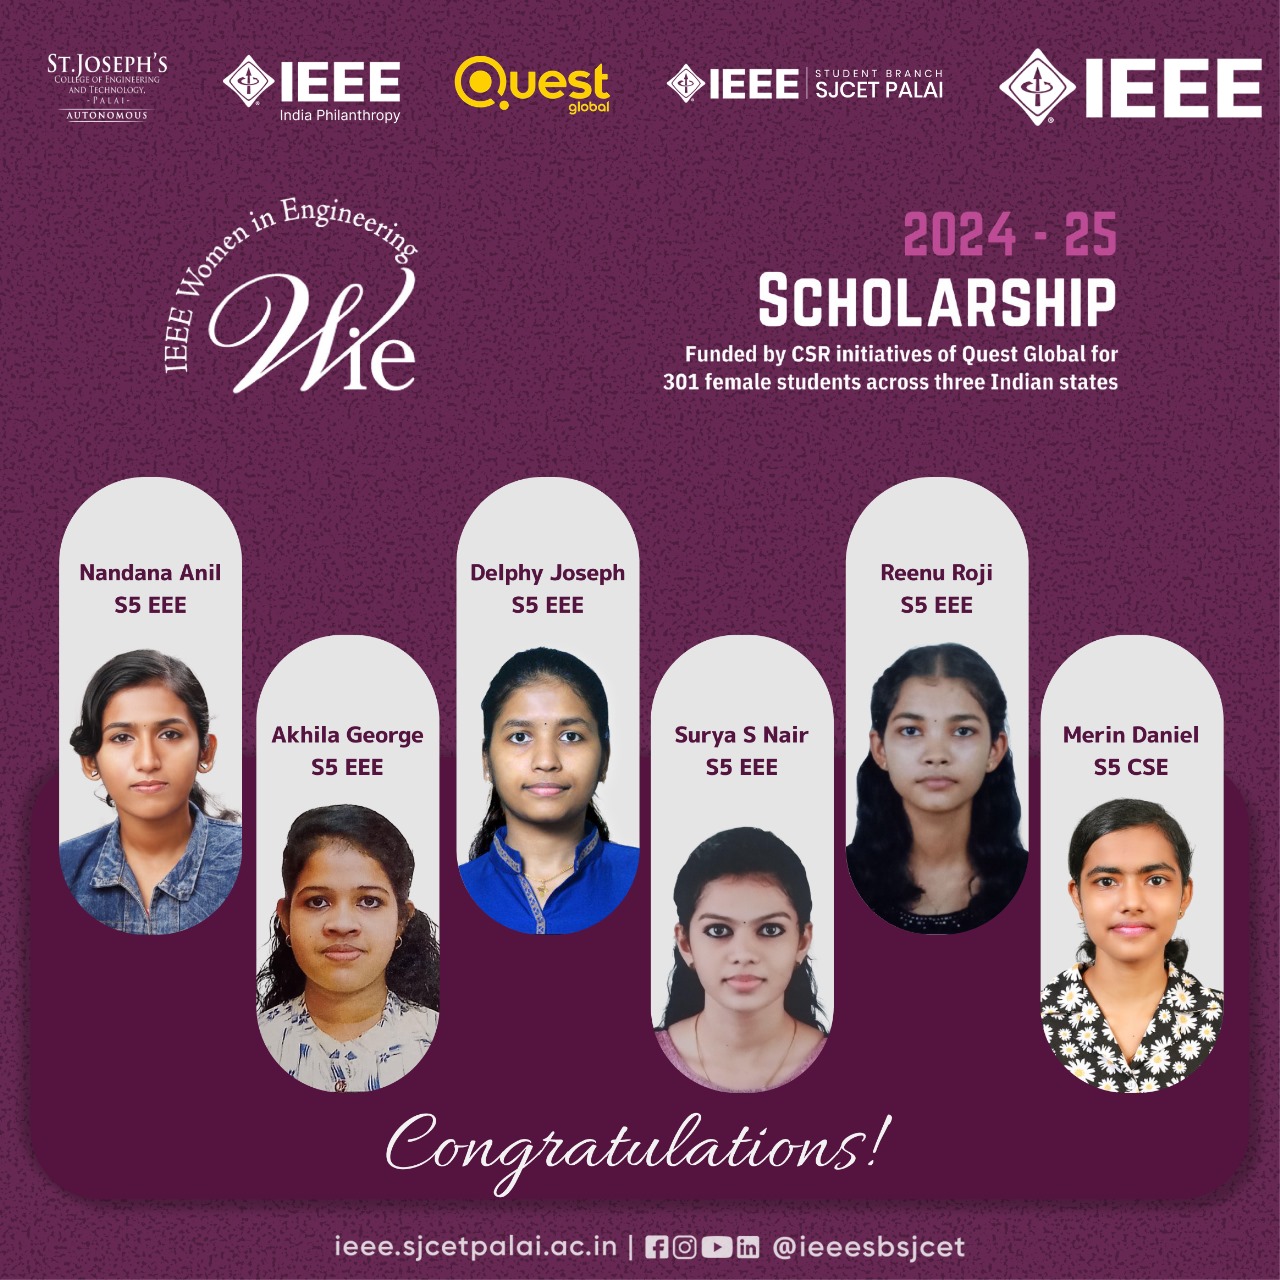 ST.JOSEPH'S
COLLEGE OF ENGINEERING
AND TECHNOLOGY,
- PALAI -
AUTONOMOUS
IEEE
India Philanthropy
Quest
global
IEEE
STUDENT BRANCH
SJCET PALAI
IEEE
IEEE Women in Engineering
Wie
2024 - 25
SCHOLARSHIP
Funded by CSR initiatives of Quest Global for
301 female students across three Indian states
Nandana Anil
S5 EEE
Akhila George
S5 EEE
Delphy Joseph
S5 EEE
Surya S Nair
S5 EEE
Reenu Roji
S5 EEE
Merin Daniel
S5 CSE
Congratulations!
ieee.sjcetpalai.ac.in | @ieeesbsjcet